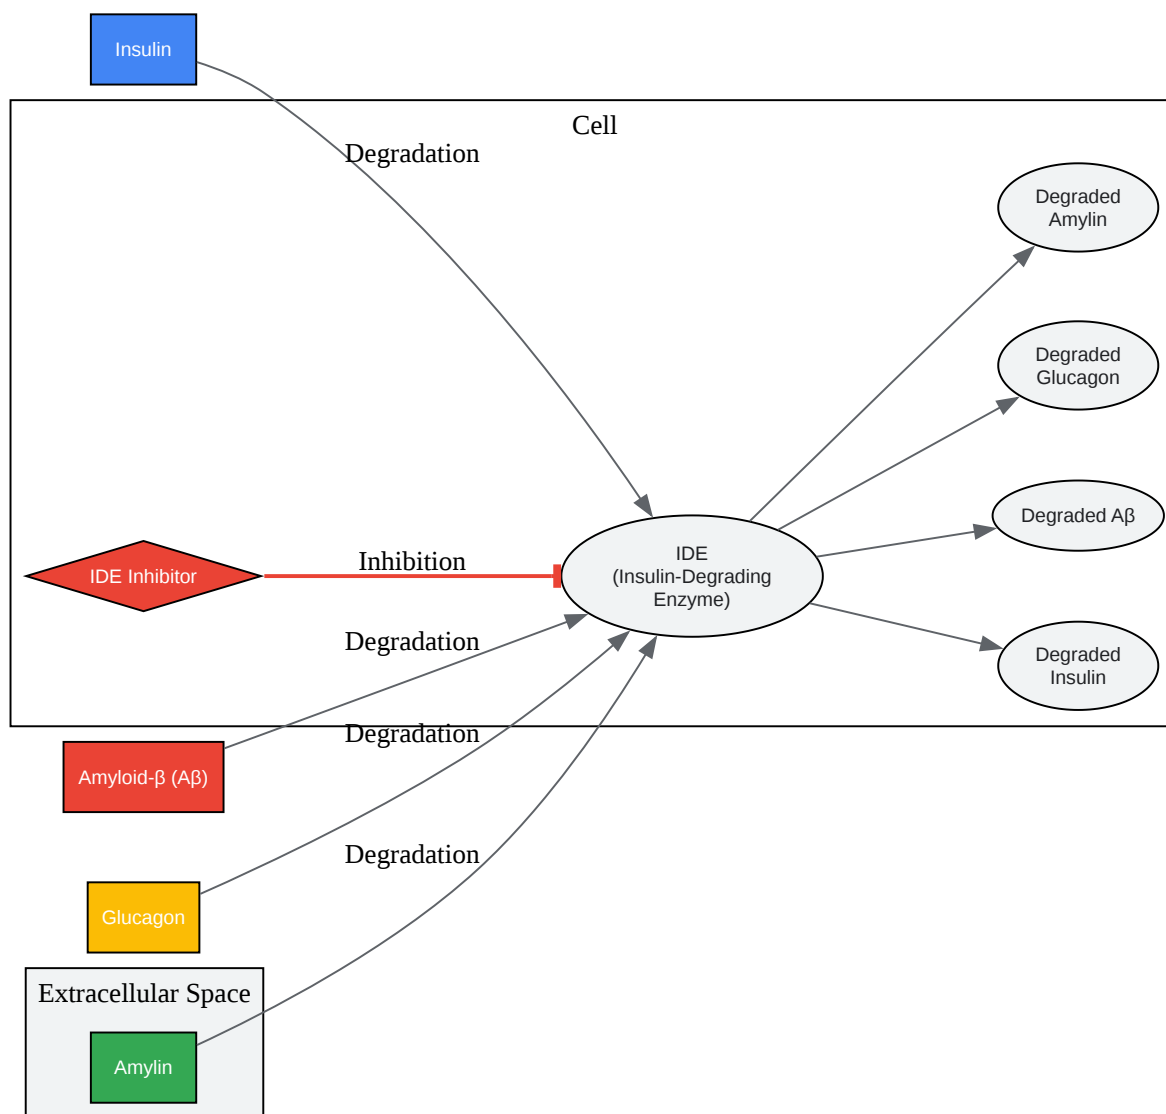 Insulin
Cell
Degradation
Degraded
Amylin
Degraded
Glucagon
Degraded Aβ
IDE
(Insulin-Degrading
Enzyme)
IDE Inhibitor
Inhibition
Degradation
Degraded
Insulin
Degradation
Amyloid-β (Aβ)
Degradation
Glucagon
Extracellular Space
Amylin